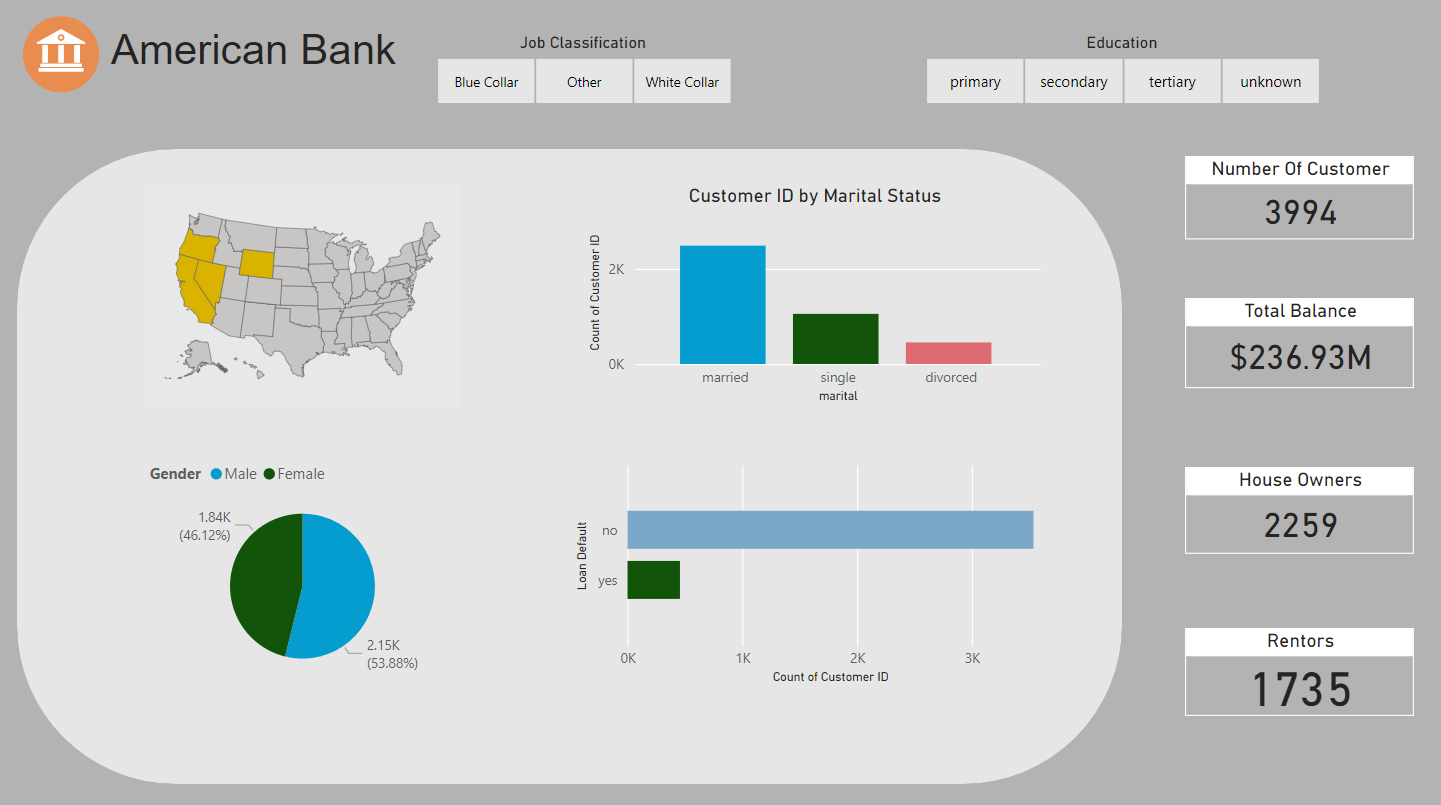 American Bank
Job Classification
Blue Collar
Other
White Collar
Education
primary
secondary
tertiary
unknown
Customer ID by Marital Status
Count of Customer ID
2K
0K
married
single
divorced
marital
Gender
Male
Female
1.84K
(46.12%)
2.15K
(53.88%)
Loan Default
no
yes
0K
1K
2K
3K
Count of Customer ID
Number Of Customer
3994
Total Balance
$236.93M
House Owners
2259
Rentors
1735